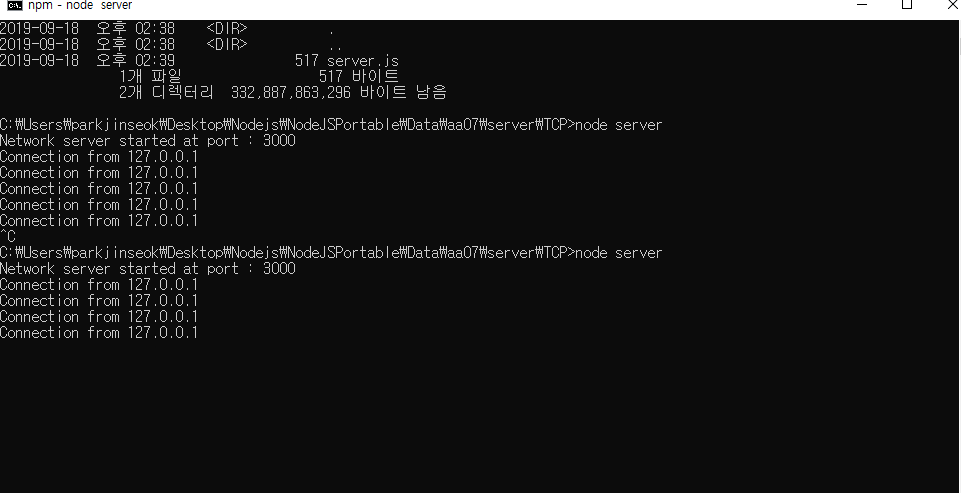 npm - node  server
2019-09-18  오후 02:38    <DIR>          .
2019-09-18  오후 02:38    <DIR>          ..
2019-09-18  오후 02:39               517 server.js
               1개 파일                 517 바이트
               2개 디렉터리  332,887,863,296 바이트 남음
C:₩Users₩parkjinseok₩Desktop₩Nodejs₩NodeJSPortable₩Data₩aa07₩server₩TCP>node server
Network server started at port : 3000
Connection from 127.0.0.1
Connection from 127.0.0.1
Connection from 127.0.0.1
Connection from 127.0.0.1
Connection from 127.0.0.1
^C
C:₩Users₩parkjinseok₩Desktop₩Nodejs₩NodeJSPortable₩Data₩aa07₩server₩TCP>node server
Network server started at port : 3000
Connection from 127.0.0.1
Connection from 127.0.0.1
Connection from 127.0.0.1
Connection from 127.0.0.1